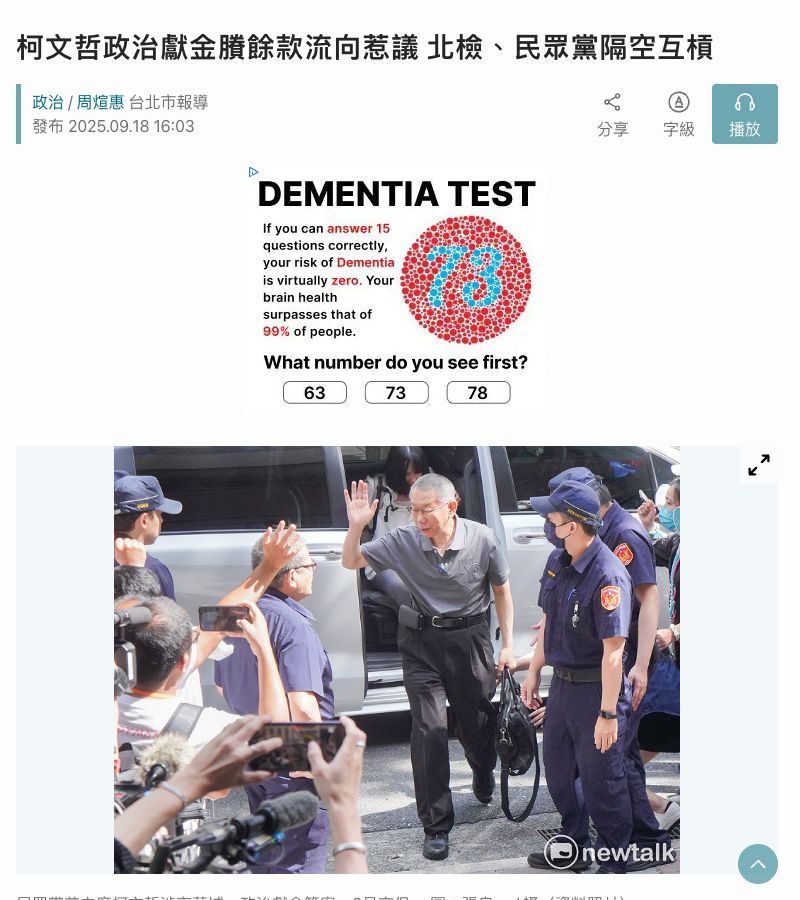 柯文哲政治獻金賸餘款流向惹議 北檢、民眾黨隔空互槓
政治 / 周煊惠 台北市報導
發布 2025.09.18 16:03
分享
字級
播放
DEMENTIA TEST
If you can answer 15
questions correctly,
your risk of Dementia
is virtually zero. Your
brain health
surpasses that of
99% of people.
73
What number do you see first?
63
73
78
newtalk